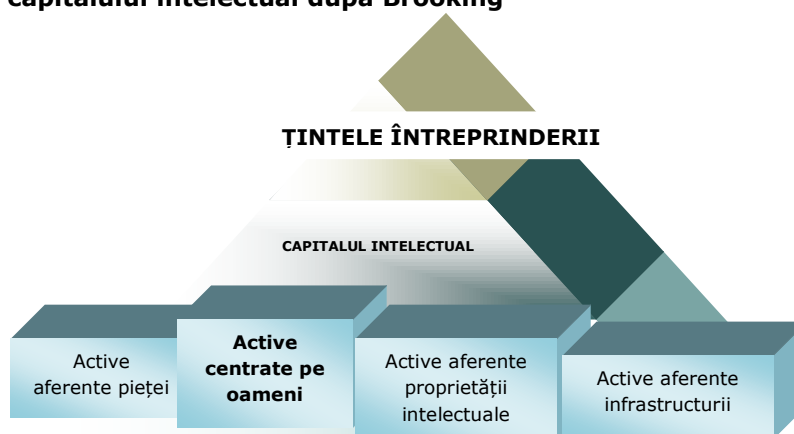 capitalului intelectual după Brooking
ȚINTELE ÎNTREPRINDERII
CAPITALUL INTELECTUAL
Active
aferente pieței
Active
centrate pe
oameni
Active aferente
proprietății
intelectuale
Active aferente
infrastructurii